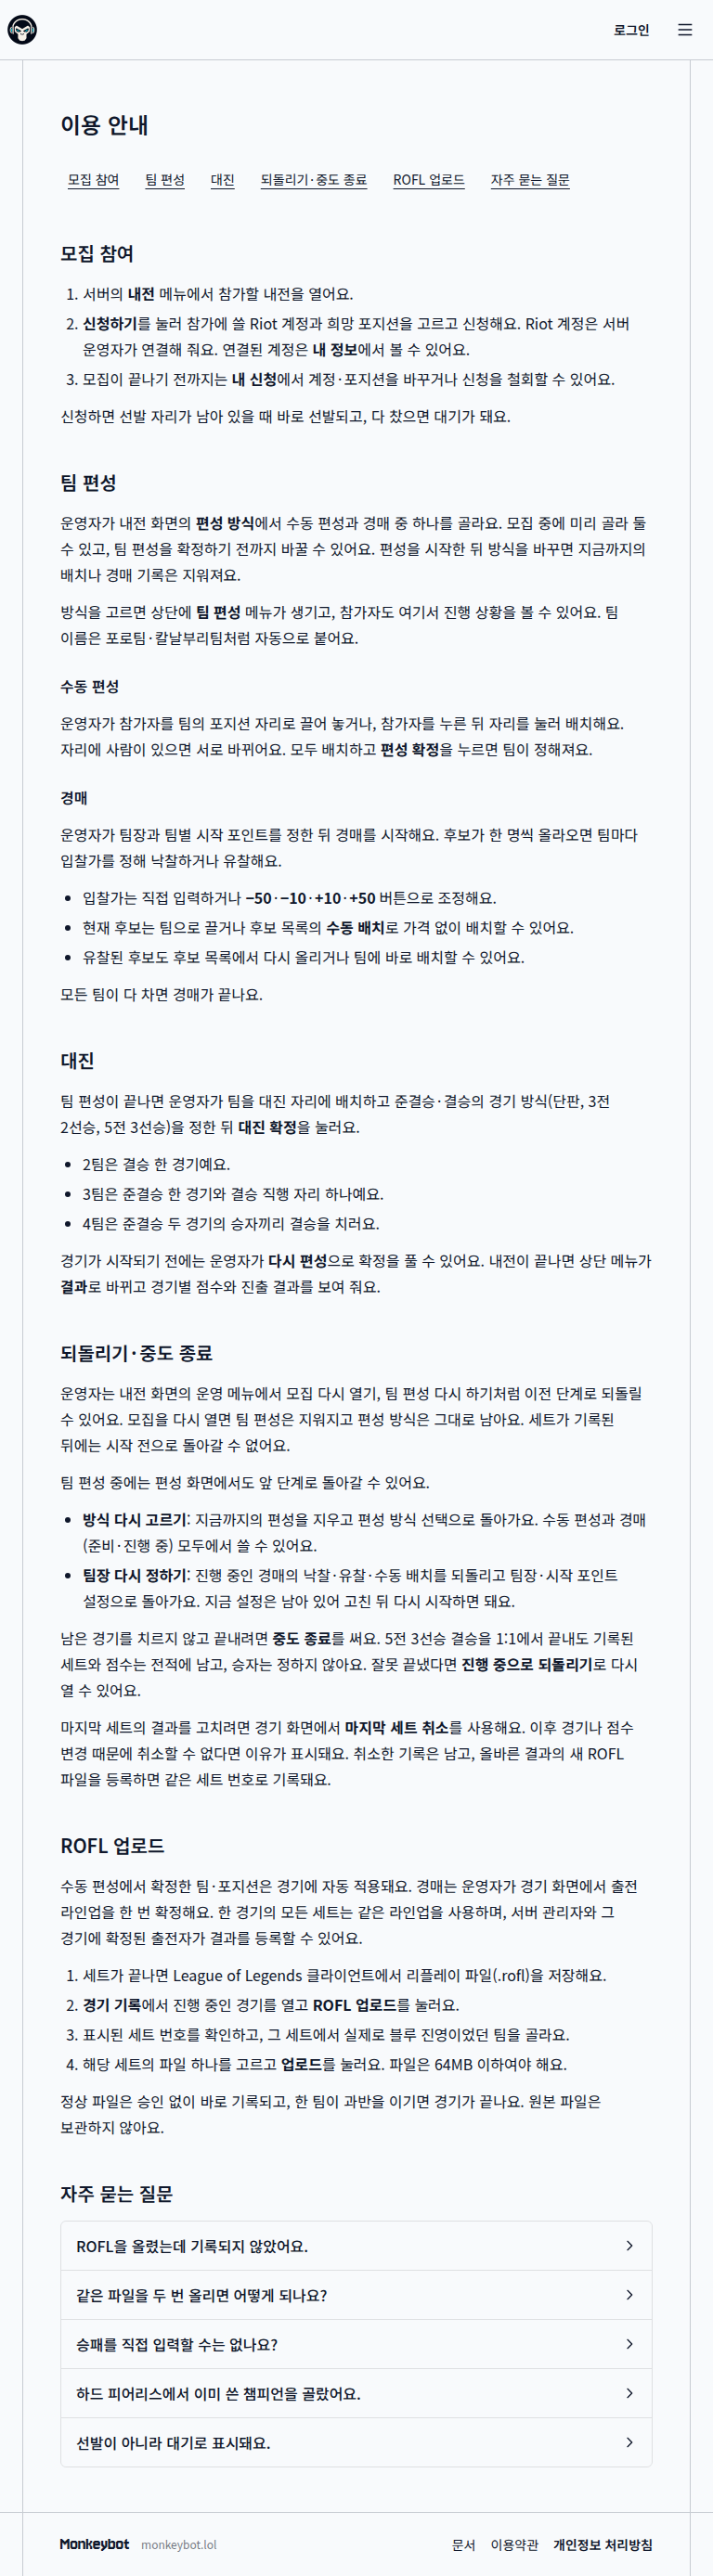 로그인
이용 안내
모집 참여 팀 편성 대진 되돌리기·중도 종료 ROFL 업로드 자주 묻는 질문
모집 참여
1. 서버의 내전 메뉴에서 참가할 내전을 열어요.
2. 신청하기를 눌러 참가에 쓸 Riot 계정과 희망 포지션을 고르고 신청해요. Riot 계정은 서버
운영자가 연결해 줘요. 연결된 계정은 내 정보에서 볼 수 있어요.
3. 모집이 끝나기 전까지는 내 신청에서 계정·포지션을 바꾸거나 신청을 철회할 수 있어요.
신청하면 선발 자리가 남아 있을 때 바로 선발되고, 다 찼으면 대기가 돼요.
팀 편성
운영자가 내전 화면의 편성 방식에서 수동 편성과 경매 중 하나를 골라요. 모집 중에 미리 골라 둘
수 있고, 팀 편성을 확정하기 전까지 바꿀 수 있어요. 편성을 시작한 뒤 방식을 바꾸면 지금까지의
배치나 경매 기록은 지워져요.
방식을 고르면 상단에 팀 편성 메뉴가 생기고, 참가자도 여기서 진행 상황을 볼 수 있어요. 팀
이름은 포로팀·칼날부리팀처럼 자동으로 붙어요.
수동 편성
운영자가 참가자를 팀의 포지션 자리로 끌어 놓거나, 참가자를 누른 뒤 자리를 눌러 배치해요.
자리에 사람이 있으면 서로 바뀌어요. 모두 배치하고 편성 확정을 누르면 팀이 정해져요.
경매
운영자가 팀장과 팀별 시작 포인트를 정한 뒤 경매를 시작해요. 후보가 한 명씩 올라오면 팀마다
입찰가를 정해 낙찰하거나 유찰해요.
• 입찰가는 직접 입력하거나 −50·−10·+10·+50 버튼으로 조정해요.
• 현재 후보는 팀으로 끌거나 후보 목록의 수동 배치로 가격 없이 배치할 수 있어요.
• 유찰된 후보도 후보 목록에서 다시 올리거나 팀에 바로 배치할 수 있어요.
모든 팀이 다 차면 경매가 끝나요.
대진
팀 편성이 끝나면 운영자가 팀을 대진 자리에 배치하고 준결승·결승의 경기 방식(단판, 3전
2선승, 5전 3선승)을 정한 뒤 대진 확정을 눌러요.
• 2팀은 결승 한 경기예요.
• 3팀은 준결승 한 경기와 결승 직행 자리 하나예요.
• 4팀은 준결승 두 경기의 승자끼리 결승을 치러요.
경기가 시작되기 전에는 운영자가 다시 편성으로 확정을 풀 수 있어요. 내전이 끝나면 상단 메뉴가
결과로 바뀌고 경기별 점수와 진출 결과를 보여 줘요.
되돌리기·중도 종료
운영자는 내전 화면의 운영 메뉴에서 모집 다시 열기, 팀 편성 다시 하기처럼 이전 단계로 되돌릴
수 있어요. 모집을 다시 열면 팀 편성은 지워지고 편성 방식은 그대로 남아요. 세트가 기록된
뒤에는 시작 전으로 돌아갈 수 없어요.
팀 편성 중에는 편성 화면에서도 앞 단계로 돌아갈 수 있어요.
• 방식 다시 고르기: 지금까지의 편성을 지우고 편성 방식 선택으로 돌아가요. 수동 편성과 경매
(준비·진행 중) 모두에서 쓸 수 있어요.
• 팀장 다시 정하기: 진행 중인 경매의 낙찰·유찰·수동 배치를 되돌리고 팀장·시작 포인트
설정으로 돌아가요. 지금 설정은 남아 있어 고친 뒤 다시 시작하면 돼요.
남은 경기를 치르지 않고 끝내려면 중도 종료를 써요. 5전 3선승 결승을 1:1에서 끝내도 기록된
세트와 점수는 전적에 남고, 승자는 정하지 않아요. 잘못 끝냈다면 진행 중으로 되돌리기로 다시
열 수 있어요.
마지막 세트의 결과를 고치려면 경기 화면에서 마지막 세트 취소를 사용해요. 이후 경기나 점수
변경 때문에 취소할 수 없다면 이유가 표시돼요. 취소한 기록은 남고, 올바른 결과의 새 ROFL
파일을 등록하면 같은 세트 번호로 기록돼요.
ROFL 업로드
수동 편성에서 확정한 팀·포지션은 경기에 자동 적용돼요. 경매는 운영자가 경기 화면에서 출전
라인업을 한 번 확정해요. 한 경기의 모든 세트는 같은 라인업을 사용하며, 서버 관리자와 그
경기에 확정된 출전자가 결과를 등록할 수 있어요.
1. 세트가 끝나면 League of Legends 클라이언트에서 리플레이 파일(.rofl)을 저장해요.
2. 경기 기록에서 진행 중인 경기를 열고 ROFL 업로드를 눌러요.
3. 표시된 세트 번호를 확인하고, 그 세트에서 실제로 블루 진영이었던 팀을 골라요.
4. 해당 세트의 파일 하나를 고르고 업로드를 눌러요. 파일은 64MB 이하여야 해요.
정상 파일은 승인 없이 바로 기록되고, 한 팀이 과반을 이기면 경기가 끝나요. 원본 파일은
보관하지 않아요.
자주 묻는 질문
ROFL을 올렸는데 기록되지 않았어요.
같은 파일을 두 번 올리면 어떻게 되나요?
승패를 직접 입력할 수는 없나요?
하드 피어리스에서 이미 쓴 챔피언을 골랐어요.
선발이 아니라 대기로 표시돼요.
Monkeybot monkeybot.lol 문서 이용약관 개인정보 처리방침